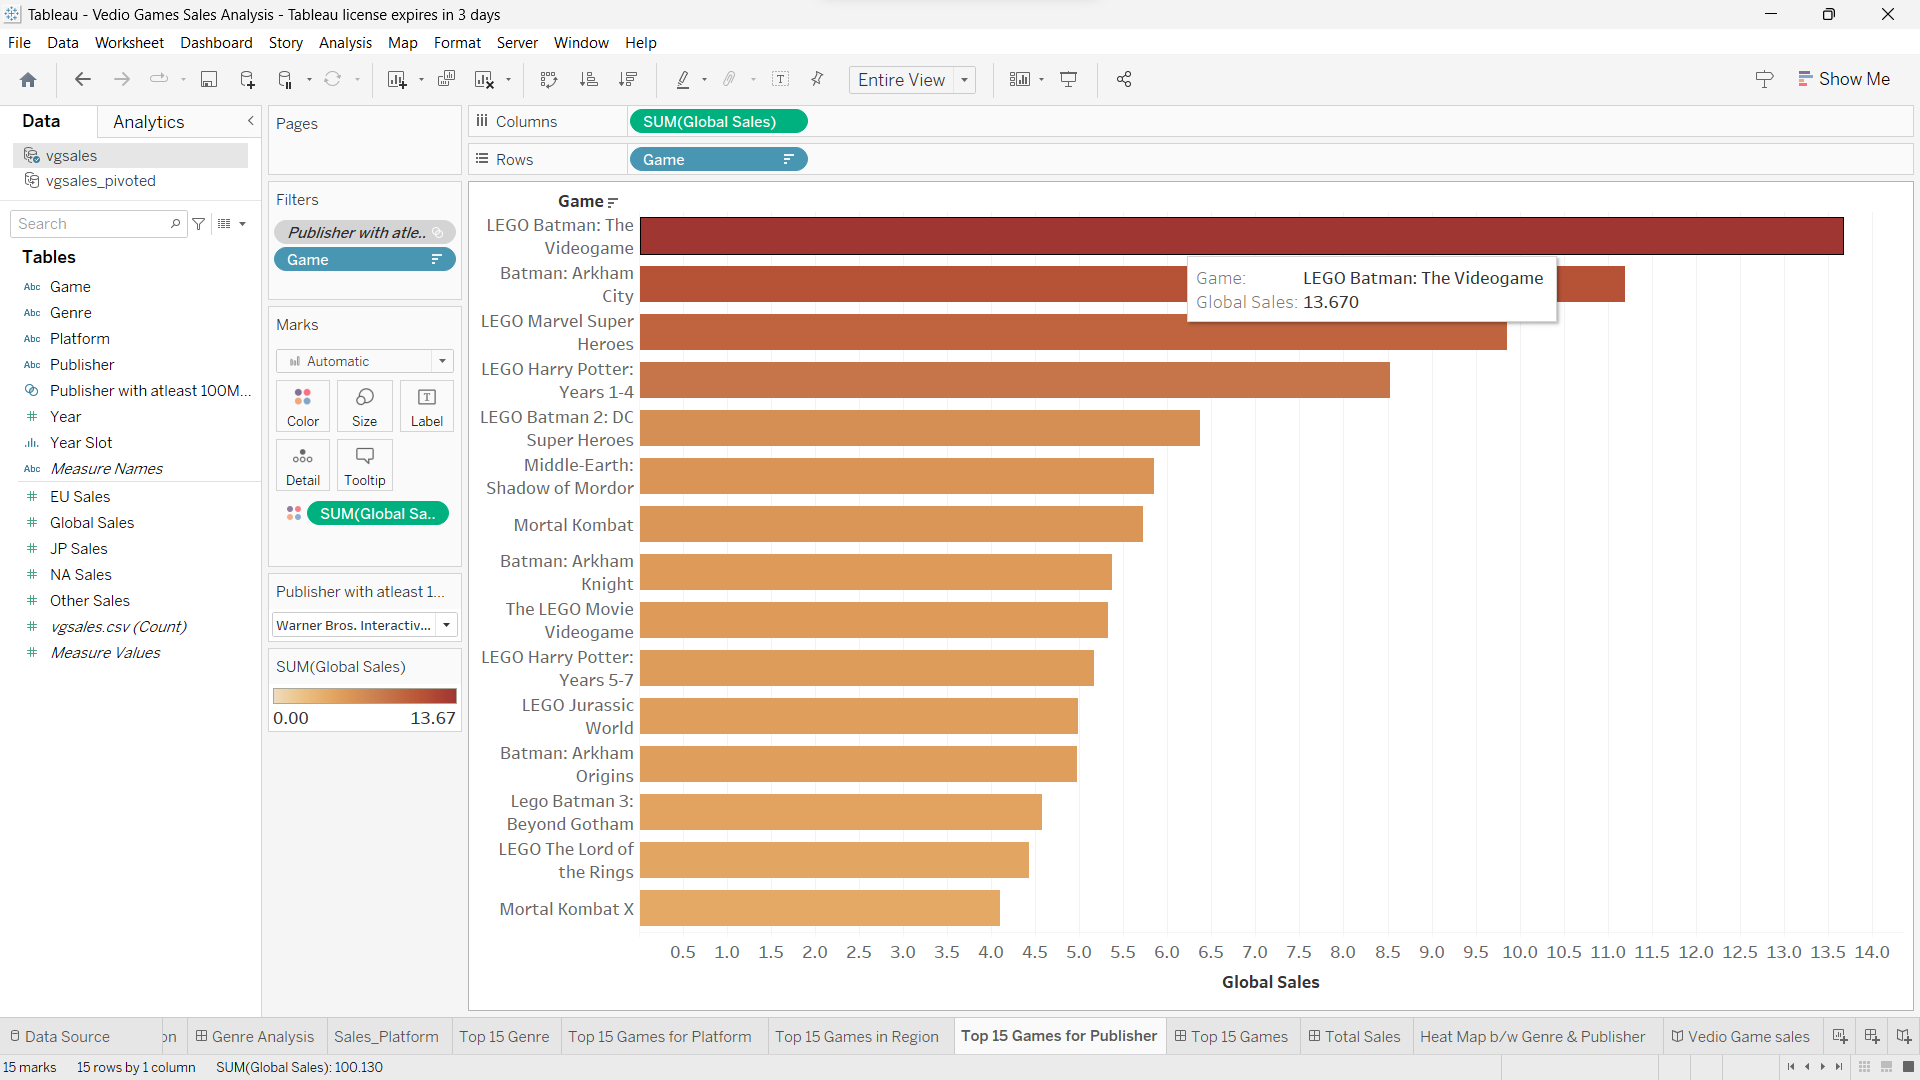 Tableau - Vedio Games Sales Analysis - Tableau license expires in 3 days
File Data Worksheet Dashboard Story Analysis Map Format Server Window Help
Entire View
Show Me
Data Analytics
vgsales
vgsales_pivoted
Search
Tables
Abc Game
Abc Genre
Abc Platform
Abc Publisher
Publisher with atleast 100M...
Year
Year Slot
Abc Measure Names
EU Sales
Global Sales
JP Sales
NA Sales
Other Sales
vgsales.csv (Count)
Measure Values
Pages
Filters
Publisher with atle..
Game
Marks
Automatic
Color Size Label
Detail Tooltip
SUM(Global Sa..
Publisher with atleast 1...
Warner Bros. Interactiv...
SUM(Global Sales)
0.00 13.67
Columns SUM(Global Sales)
Rows Game
Game
LEGO Batman: The
Videogame
Batman: Arkham
City
LEGO Marvel Super
Heroes
LEGO Harry Potter:
Years 1-4
LEGO Batman 2: DC
Super Heroes
Middle-Earth:
Shadow of Mordor
Mortal Kombat
Batman: Arkham
Knight
The LEGO Movie
Videogame
LEGO Harry Potter:
Years 5-7
LEGO Jurassic
World
Batman: Arkham
Origins
Lego Batman 3:
Beyond Gotham
LEGO The Lord of
the Rings
Mortal Kombat X
Game: LEGO Batman: The Videogame
Global Sales: 13.670
0.5 1.0 1.5 2.0 2.5 3.0 3.5 4.0 4.5 5.0 5.5 6.0 6.5 7.0 7.5 8.0 8.5 9.0 9.5 10.0 10.5 11.0 11.5 12.0 12.5 13.0 13.5 14.0
Global Sales
Data Source on Genre Analysis Sales_Platform Top 15 Genre Top 15 Games for Platform Top 15 Games in Region Top 15 Games for Publisher Top 15 Games Total Sales Heat Map b/w Genre & Publisher Vedio Game sales
15 marks 15 rows by 1 column SUM(Global Sales): 100.130